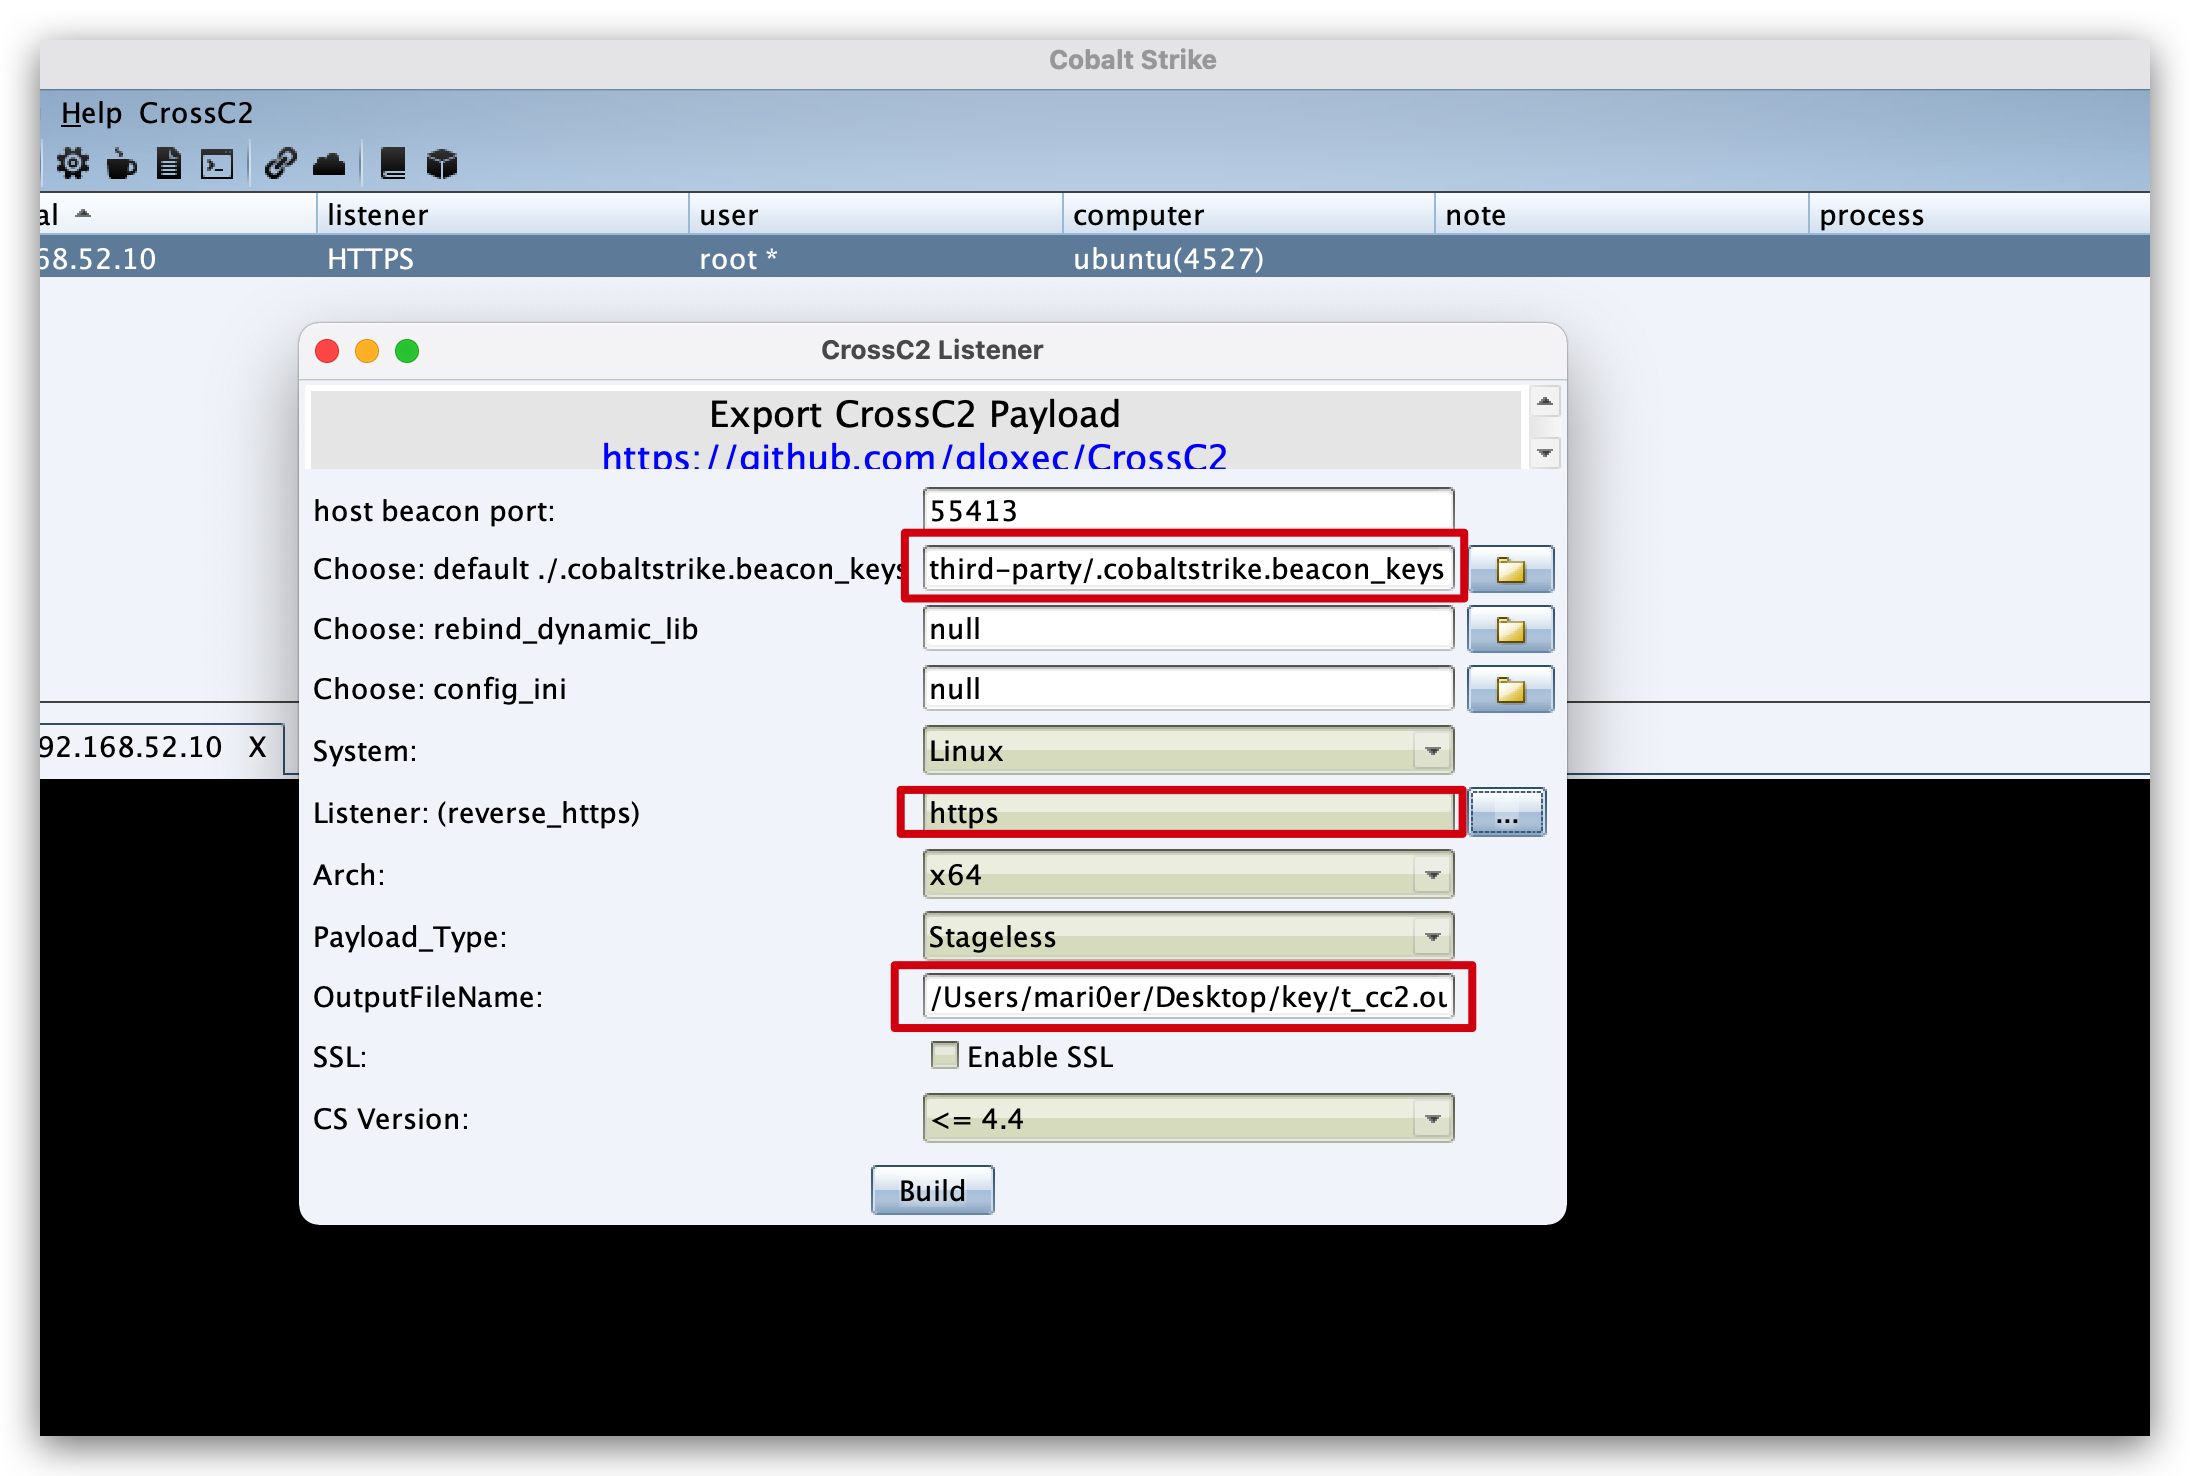 Cobalt Strike
Help CrossC2
al listener user computer note process
68.52.10 HTTPS root * ubuntu(4527)
CrossC2 Listener
Export CrossC2 Payload
https://github.com/gloxec/CrossC2
host beacon port: 55413
Choose: default ./.cobaltstrike.beacon_keys third-party/.cobaltstrike.beacon_keys
Choose: rebind_dynamic_lib null
Choose: config_ini null
92.168.52.10 X
System: Linux
Listener: (reverse_https) https ...
Arch: x64
Payload_Type: Stageless
OutputFileName: /Users/mari0er/Desktop/key/t_cc2.ou
SSL: Enable SSL
CS Version: <= 4.4
Build